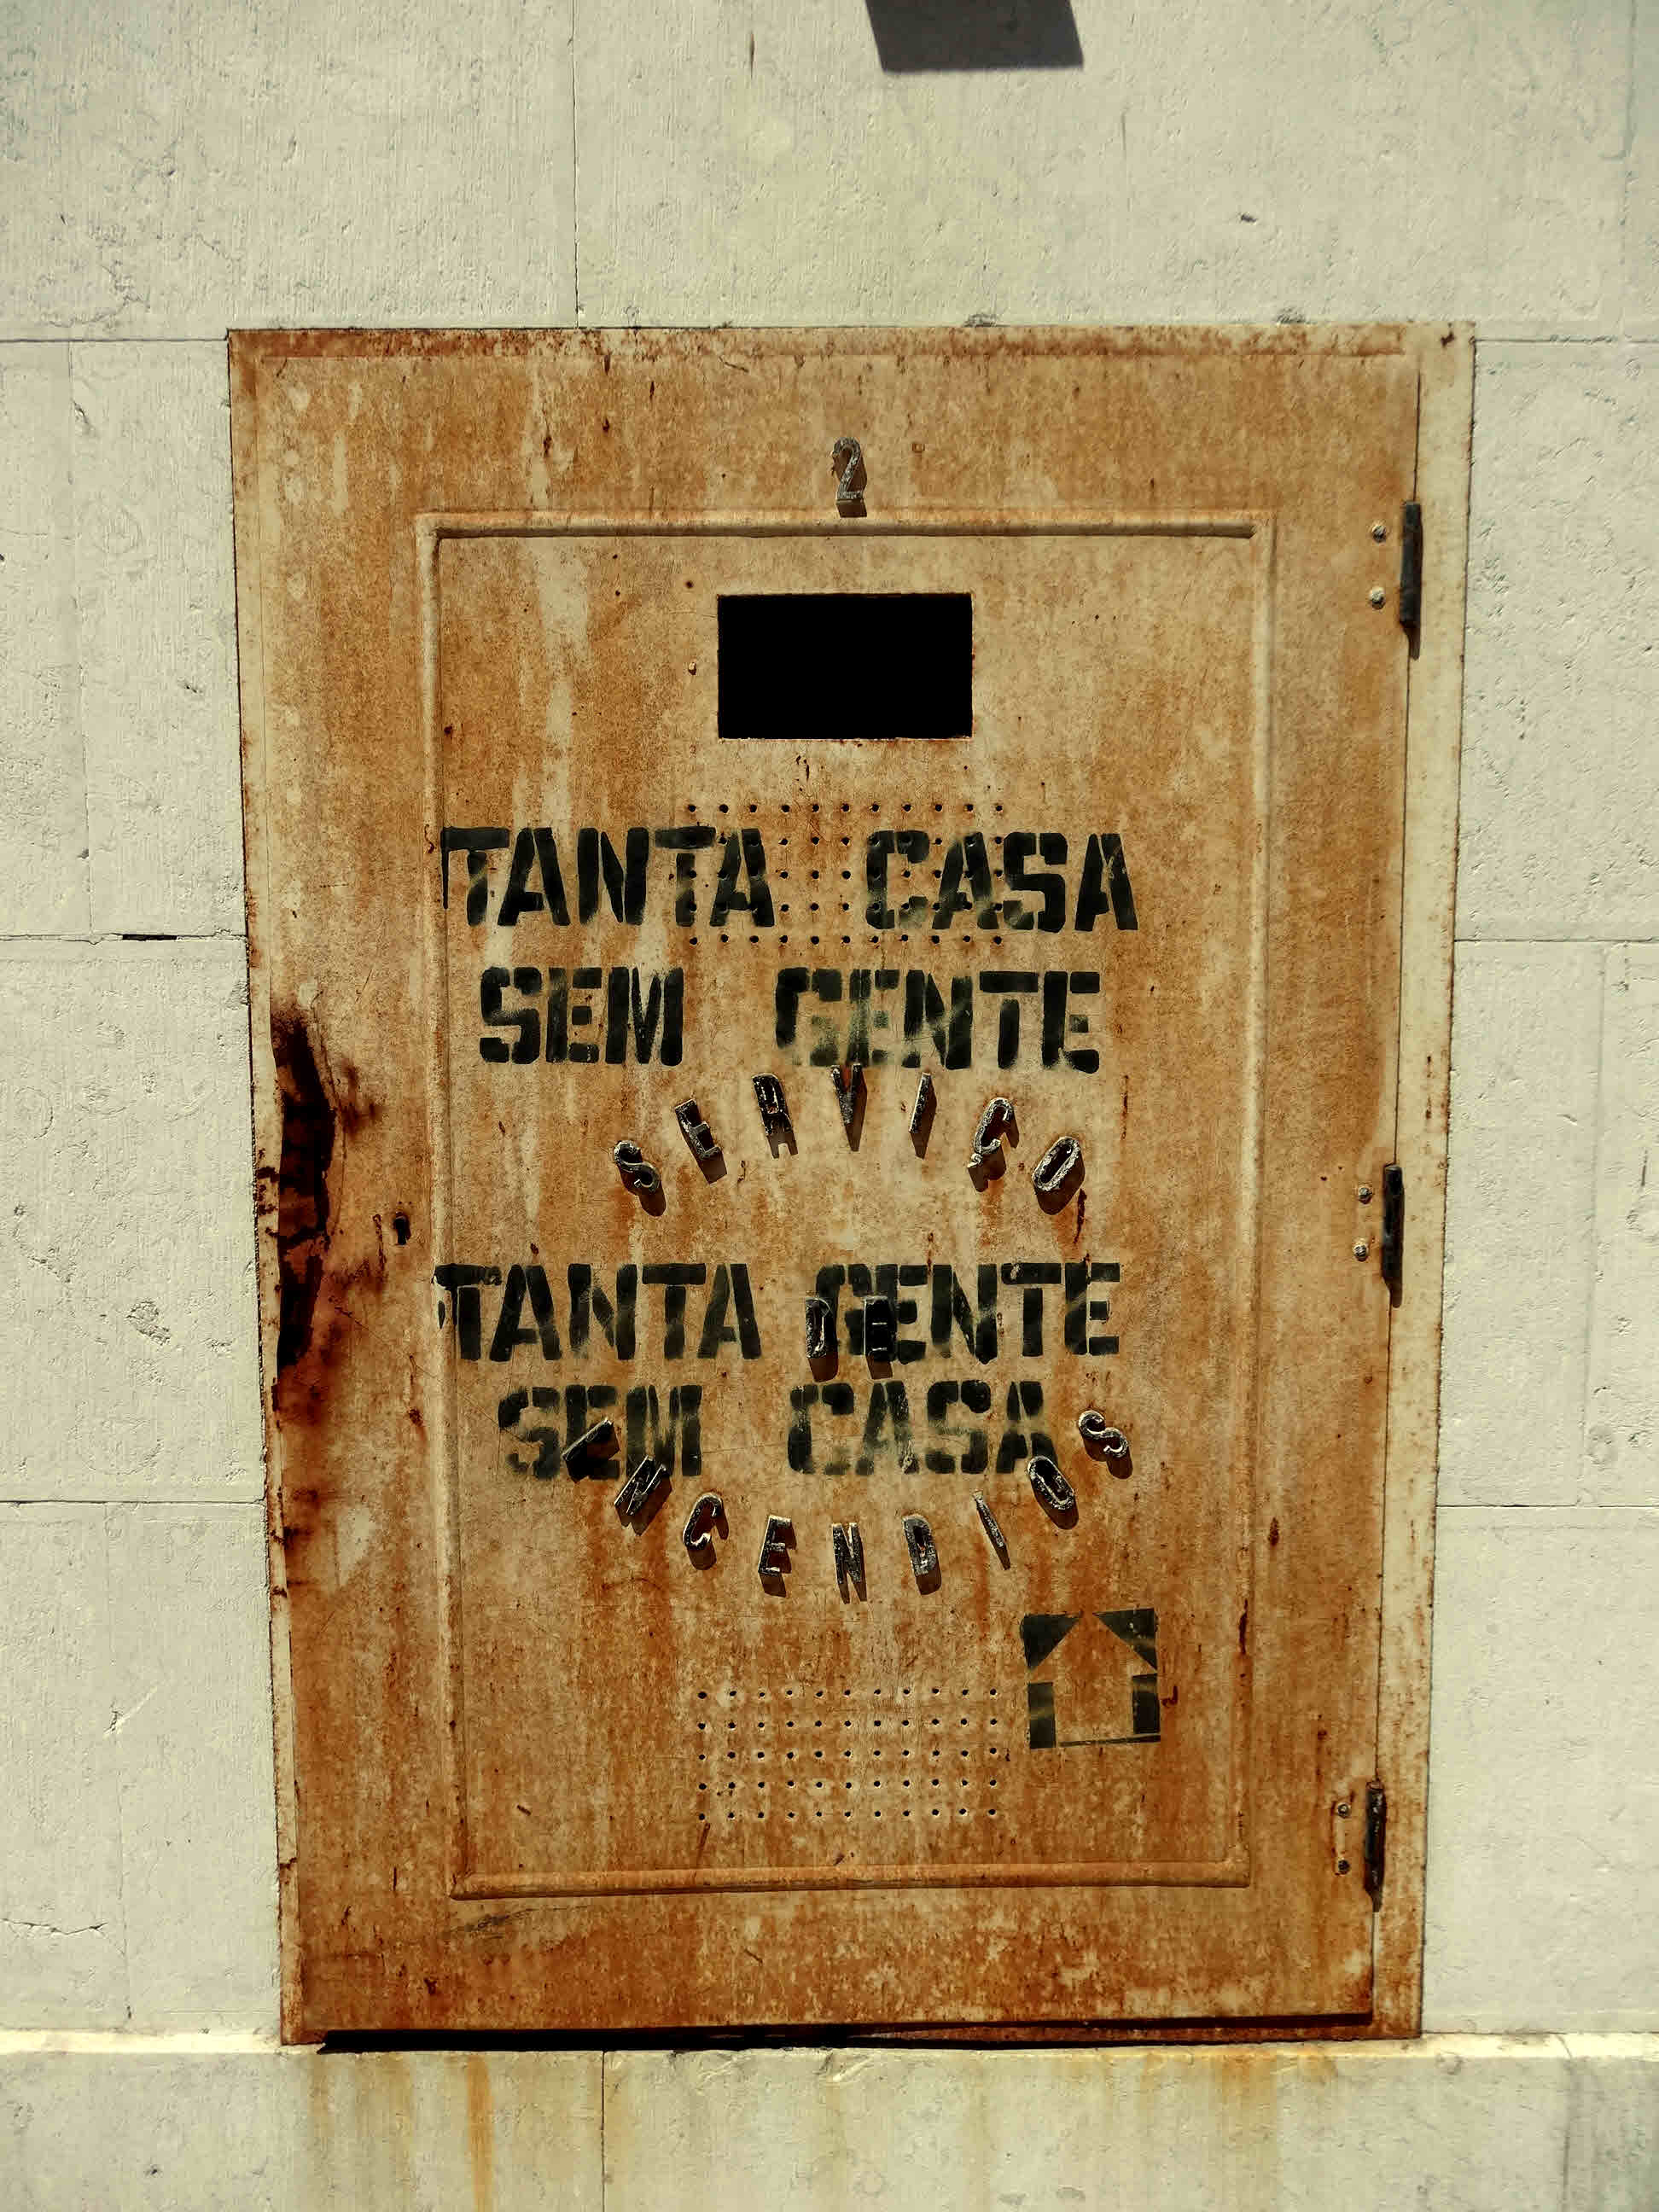 2
TANTA CASA
SEM GENTE
SERVIÇO
TANTA GENTE
DE
SEM CASA
INCENDIOS